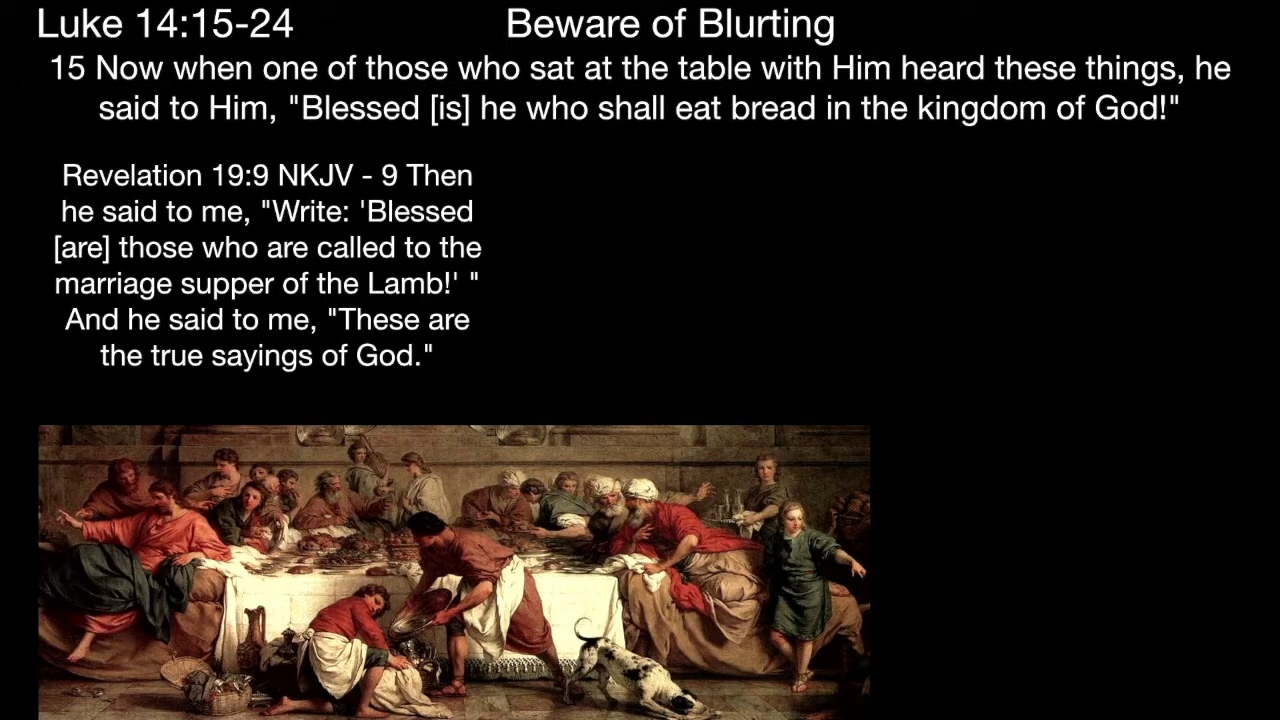 Luke 14:15-24
Beware of Blurting
15 Now when one of those who sat at the table with Him heard these things, he
said to Him, "Blessed [is] he who shall eat bread in the kingdom of God!"
Revelation 19:9 NKJV - 9 Then
he said to me, "Write: 'Blessed
[are] those who are called to the
marriage supper of the Lamb!' "
And he said to me, "These are
the true sayings of God."